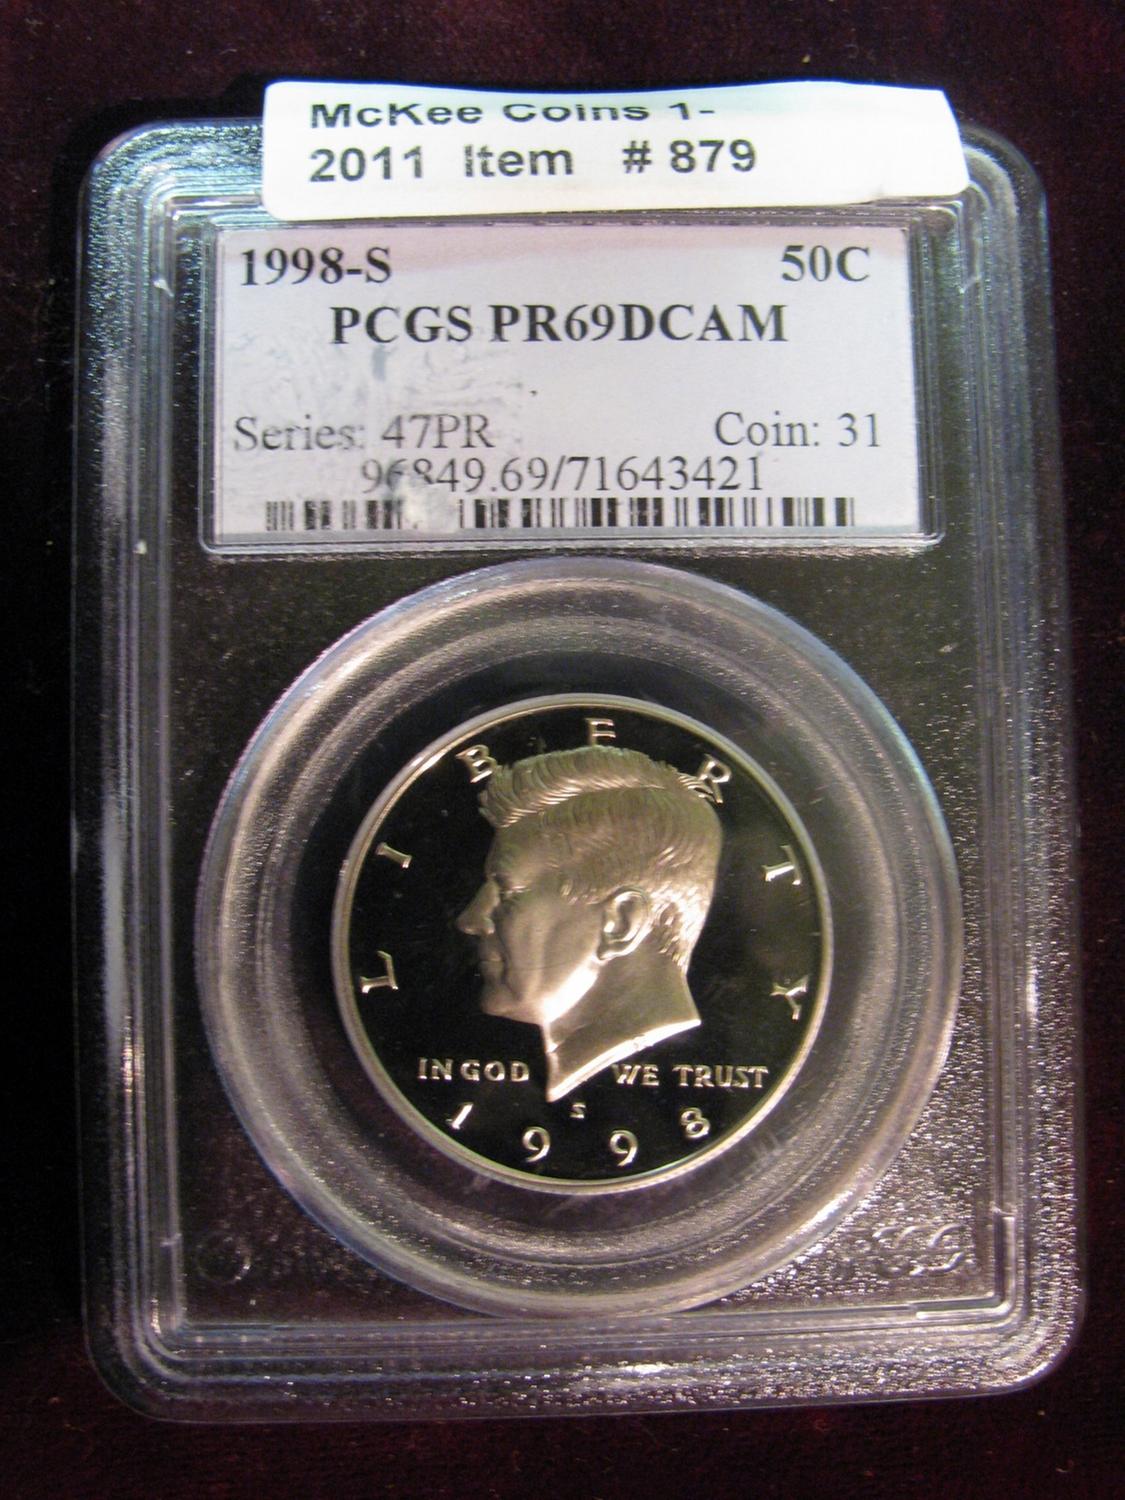 McKee Coins 1-
2011 Item # 879
1998-S 50C
PCGS PR69DCAM
Series: 47PR Coin: 31
96849.69/71643421
LIBERTY
IN GOD WE TRUST
S
1998